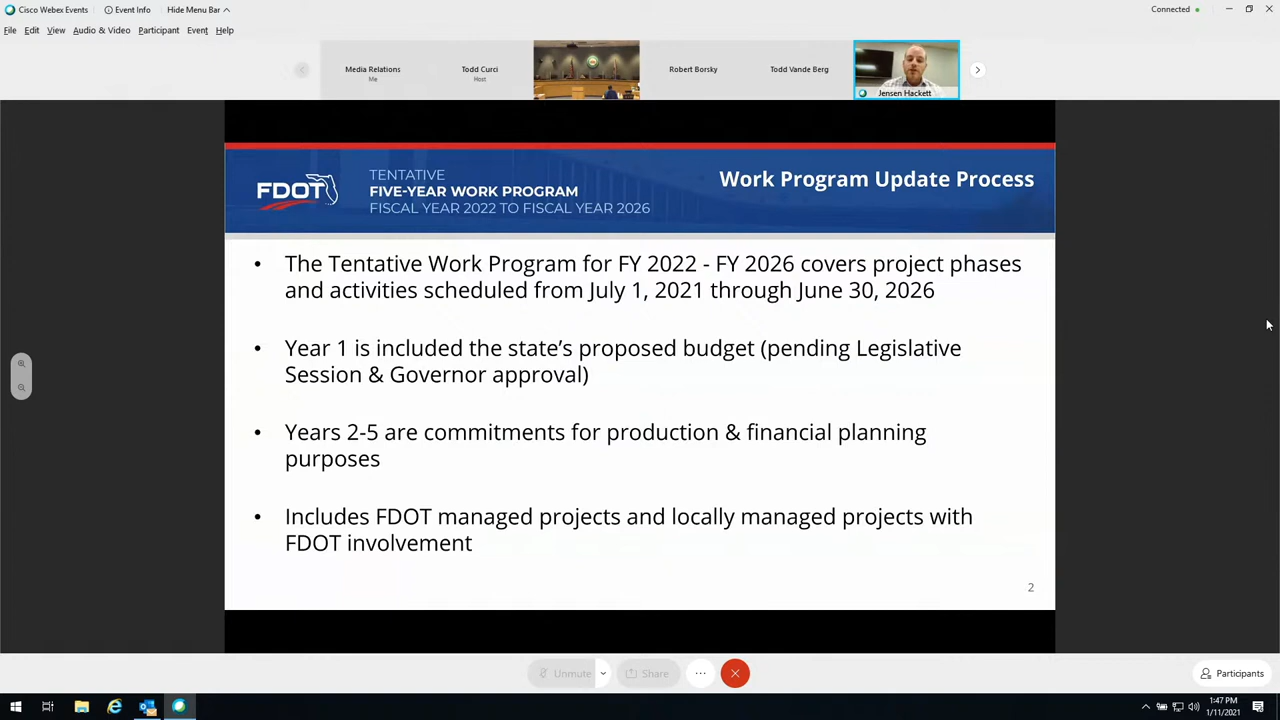 Cisco Webex Events
Event Info
Hide Menu Bar
Connected
File Edit View Audio & Video Participant Event Help
Media Relations
Me
Todd Curci
Host
Robert Borsky
Todd Vande Berg
Jensen Hackett
FDOT
TENTATIVE
FIVE-YEAR WORK PROGRAM
FISCAL YEAR 2022 TO FISCAL YEAR 2026
Work Program Update Process
• The Tentative Work Program for FY 2022 - FY 2026 covers project phases
and activities scheduled from July 1, 2021 through June 30, 2026
• Year 1 is included the state's proposed budget (pending Legislative
Session & Governor approval)
• Years 2-5 are commitments for production & financial planning
purposes
• Includes FDOT managed projects and locally managed projects with
FDOT involvement
2
Unmute
Share
Participants
1:47 PM
1/11/2021